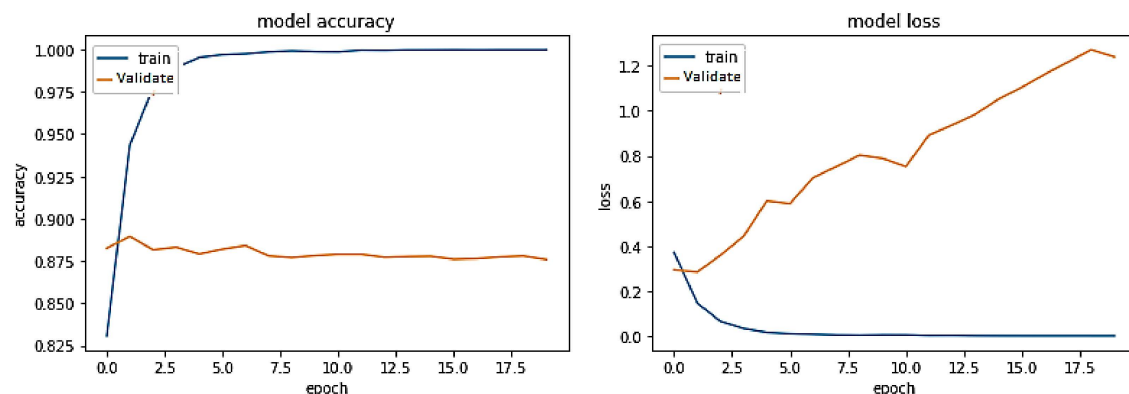 model accuracy
train
Validate
1.000
0.975
0.950
0.925
0.900
0.875
0.850
0.825
accuracy
0.0 2.5 5.0 7.5 10.0 12.5 15.0 17.5
epoch
model loss
train
Validate
1.2
1.0
0.8
0.6
0.4
0.2
0.0
loss
0.0 2.5 5.0 7.5 10.0 12.5 15.0 17.5
epoch